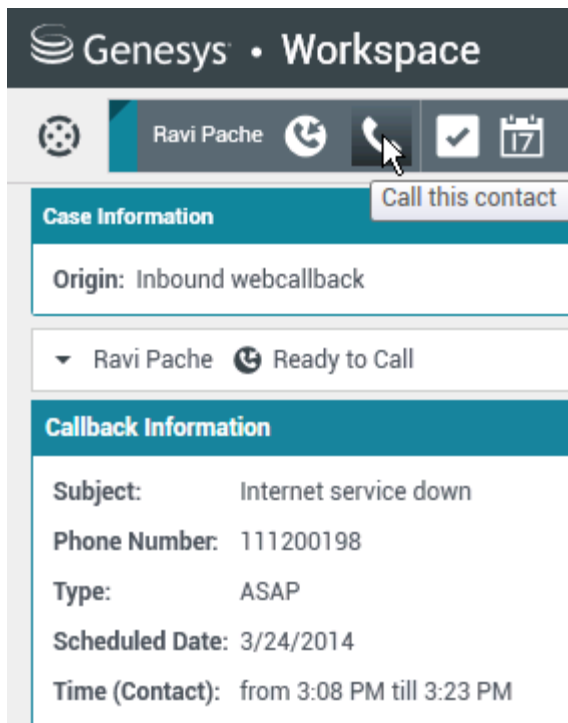 Genesys • Workspace
Ravi Pache 17
Call this contact
Case Information
Origin: Inbound webcallback
Ravi Pache Ready to Call
Callback Information
Subject: Internet service down
Phone Number: 111200198
Type: ASAP
Scheduled Date: 3/24/2014
Time (Contact): from 3:08 PM till 3:23 PM